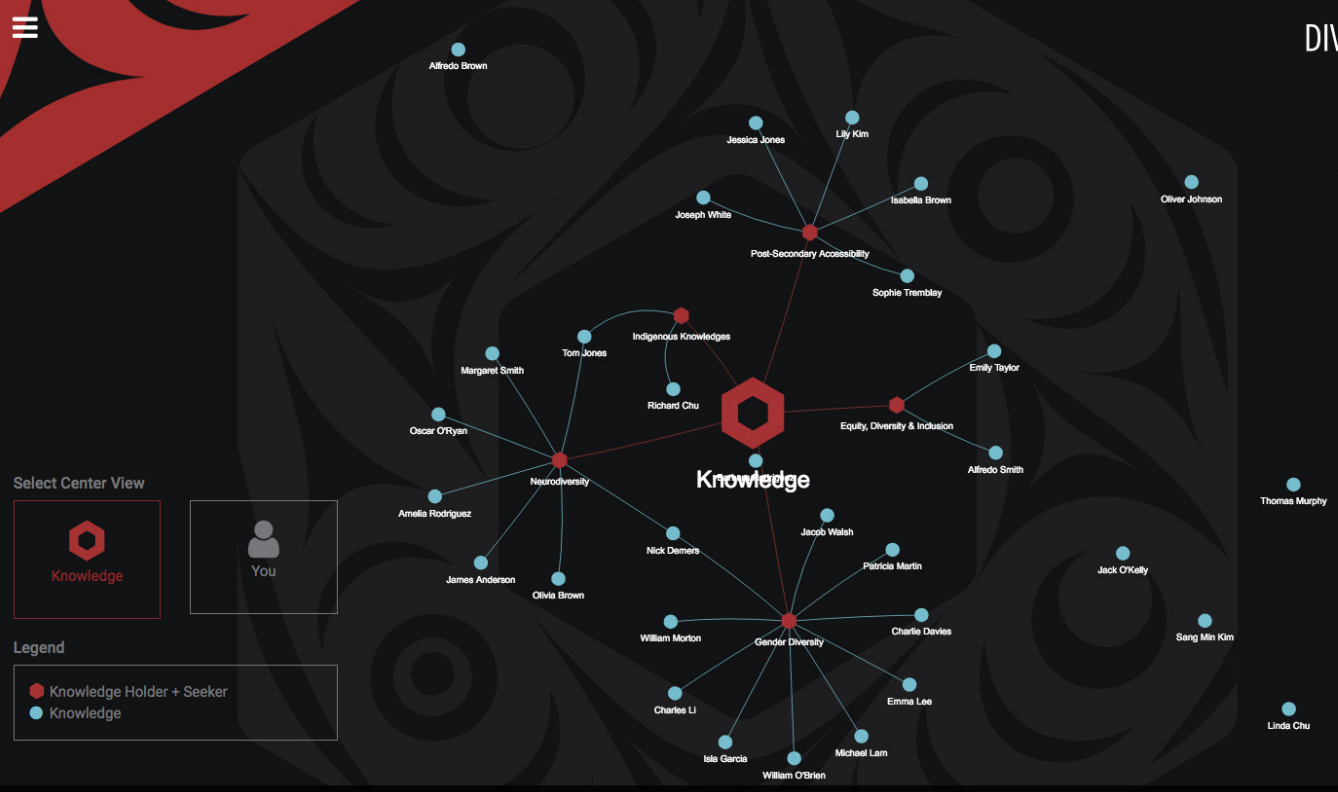 DIV
Alfredo Brown
Jessica Jones
Lily Kim
Isabella Brown
Oliver Johnson
Joseph White
Post-Secondary Accessibility
Sophie Tremblay
Indigenous Knowledges
Tom Jones
Margaret Smith
Emily Taylor
Richard Chu
Oscar O'Ryan
Equity, Diversity & Inclusion
Alfredo Smith
Neurodiversity
Knowledge
Select Center View
Knowledge
You
Thomas Murphy
Amelia Rodriguez
Jacob Walsh
Nick Demers
Patricia Martin
Jack O'Kelly
James Anderson
Olivia Brown
William Morton
Gender Diversity
Charlie Davies
Sang Min Kim
Legend
Knowledge Holder + Seeker
Knowledge
Charles Li
Emma Lee
Linda Chu
Isla Garcia
Michael Lam
William O'Brien